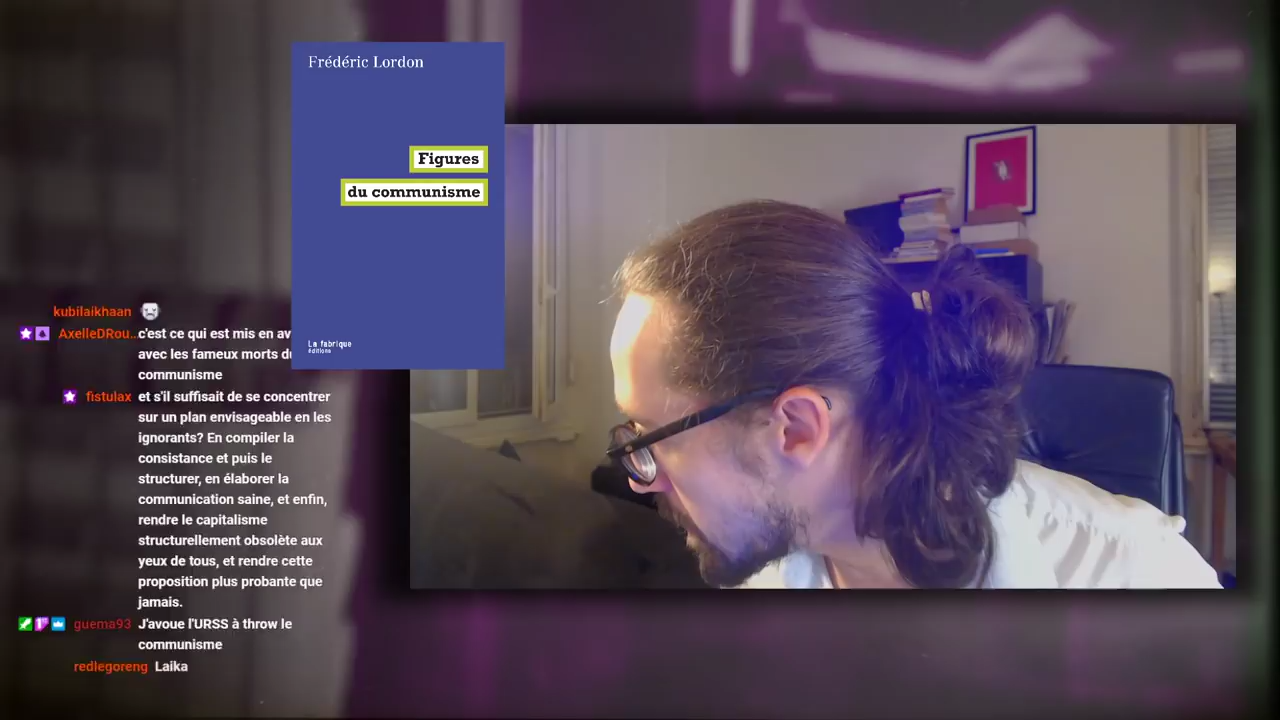 Frédéric Lordon
Figures
du communisme
La fabrique
éditions
kubilaikhaan
AxelleDRou... c'est ce qui est mis en av
avec les fameux morts du
communisme
fistulax et s'il suffisait de se concentrer
sur un plan envisageable en les
ignorants? En compiler la
consistance et puis le
structurer, en élaborer la
communication saine, et enfin,
rendre le capitalisme
structurellement obsolète aux
yeux de tous, et rendre cette
proposition plus probante que
jamais.
guema93 J'avoue l'URSS à throw le
communisme
redlegoreng Laika